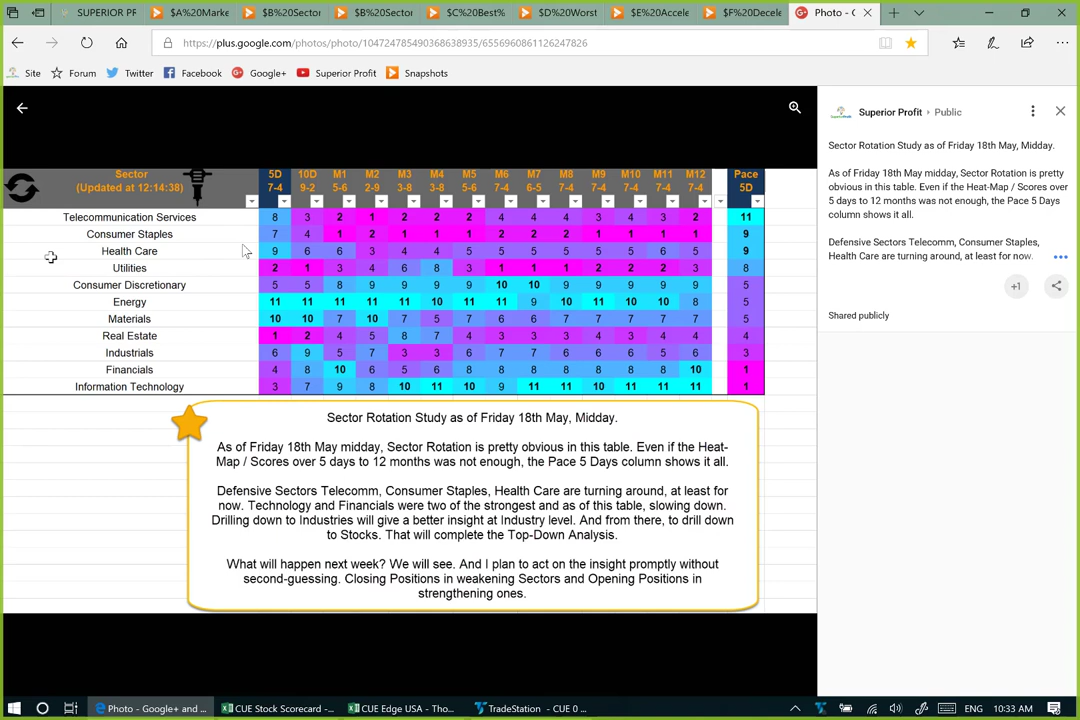 SUPERIOR PF
$A%20Marke
$B%20Sector
$B%20Sector
$C%20Best%
$D%20Worst
$E%20Accele
$F%20Decele
Photo - G
https://plus.google.com/photos/photo/104724785490368638935/6556960861126247826
Site Forum Twitter Facebook Google+ Superior Profit Snapshots
Sector 5D 10D M1 M2 M3 M4 M5 M6 M7 M8 M9 M10 M11 M12 Pace
(Updated at 12:14:38) 7-4 9-2 5-6 2-9 3-8 3-8 5-6 7-4 6-5 7-4 7-4 7-4 7-4 7-4 5D
Telecommunication Services 8 3 2 1 2 2 2 4 4 4 3 4 3 2 11
Consumer Staples 7 4 1 2 1 1 1 2 2 2 1 1 1 1 9
Health Care 9 6 6 3 4 4 5 5 5 5 5 5 6 5 9
Utilities 2 1 3 4 6 8 3 1 1 1 2 2 2 3 8
Consumer Discretionary 5 5 8 9 9 9 9 10 10 9 9 9 9 9 5
Energy 11 11 11 11 11 10 11 11 9 10 11 10 10 8 5
Materials 10 10 7 10 7 5 7 6 6 7 7 7 7 7 5
Real Estate 1 2 4 5 8 7 4 3 3 3 4 3 4 4 4
Industrials 6 9 5 7 3 3 6 7 7 6 6 6 5 6 3
Financials 4 8 10 6 5 6 8 8 8 8 8 8 8 10 1
Information Technology 3 7 9 8 10 11 10 9 11 11 10 11 11 11 1
Sector Rotation Study as of Friday 18th May, Midday.
As of Friday 18th May midday, Sector Rotation is pretty obvious in this table. Even if the Heat-
Map / Scores over 5 days to 12 months was not enough, the Pace 5 Days column shows it all.
Defensive Sectors Telecomm, Consumer Staples, Health Care are turning around, at least for
now. Technology and Financials were two of the strongest and as of this table, slowing down.
Drilling down to Industries will give a better insight at Industry level. And from there, to drill down
to Stocks. That will complete the Top-Down Analysis.
What will happen next week? We will see. And I plan to act on the insight promptly without
second-guessing. Closing Positions in weakening Sectors and Opening Positions in
strengthening ones.
Superior Profit Public
Sector Rotation Study as of Friday 18th May, Midday.
As of Friday 18th May midday, Sector Rotation is pretty
obvious in this table. Even if the Heat-Map / Scores over
5 days to 12 months was not enough, the Pace 5 Days
column shows it all.
Defensive Sectors Telecomm, Consumer Staples,
Health Care are turning around, at least for now.
+1
Shared publicly
Photo - Google+ and ...
CUE Stock Scorecard -...
CUE Edge USA - Tho...
TradeStation - CUE 0 ...
ENG 10:33 AM